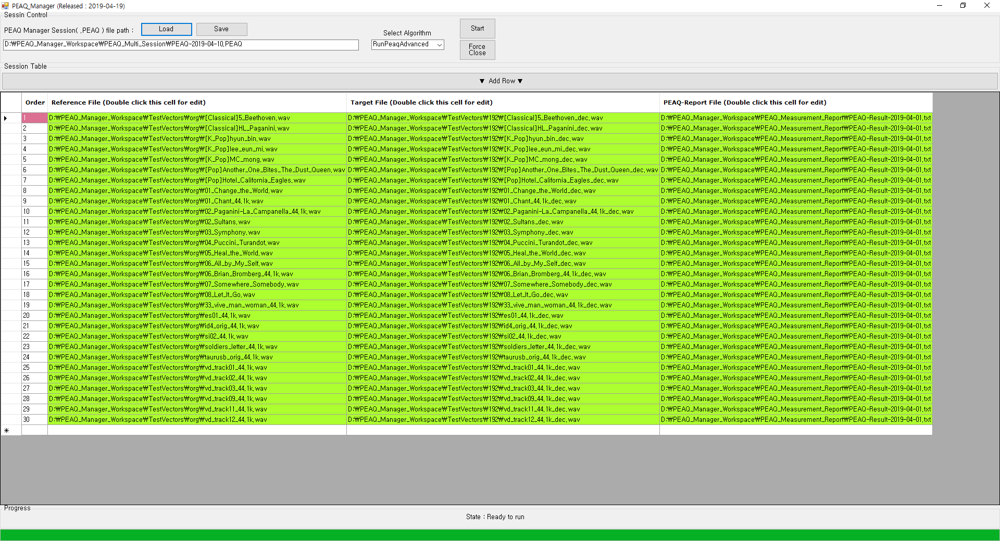 PEAQ_Manager (Released : 2019-04-19)
Sessin Control
PEAQ Manager Session( .PEAQ ) file path :
Load
Save
Select Algorithm
Start
D:₩PEAQ_Manager_Workspace₩PEAQ_Multi_Session₩PEAQ-2019-04-10.PEAQ
RunPeaqAdvanced
Force
Close
Session Table
▼ Add Row ▼
Order Reference File (Double click this cell for edit) Target File (Double click this cell for edit) PEAQ-Report File (Double click this cell for edit)
1 D:₩PEAQ_Manager_Workspace₩TestVectors₩org₩[Classical]5_Beethoven.wav D:₩PEAQ_Manager_Workspace₩TestVectors₩192₩[Classical]5_Beethoven_dec.wav D:₩PEAQ_Manager_Workspace₩PEAQ_Measurement_Report₩PEAQ-Result-2019-04-01.txt
2 D:₩PEAQ_Manager_Workspace₩TestVectors₩org₩[Classical]HL_Paganini.wav D:₩PEAQ_Manager_Workspace₩TestVectors₩192₩[Classical]HL_Paganini_dec.wav D:₩PEAQ_Manager_Workspace₩PEAQ_Measurement_Report₩PEAQ-Result-2019-04-01.txt
3 D:₩PEAQ_Manager_Workspace₩TestVectors₩org₩[K_Pop]hyun_bin.wav D:₩PEAQ_Manager_Workspace₩TestVectors₩192₩[K_Pop]hyun_bin_dec.wav D:₩PEAQ_Manager_Workspace₩PEAQ_Measurement_Report₩PEAQ-Result-2019-04-01.txt
4 D:₩PEAQ_Manager_Workspace₩TestVectors₩org₩[K_Pop]lee_eun_mi.wav D:₩PEAQ_Manager_Workspace₩TestVectors₩192₩[K_Pop]lee_eun_mi_dec.wav D:₩PEAQ_Manager_Workspace₩PEAQ_Measurement_Report₩PEAQ-Result-2019-04-01.txt
5 D:₩PEAQ_Manager_Workspace₩TestVectors₩org₩[K_Pop]MC_mong.wav D:₩PEAQ_Manager_Workspace₩TestVectors₩192₩[K_Pop]MC_mong_dec.wav D:₩PEAQ_Manager_Workspace₩PEAQ_Measurement_Report₩PEAQ-Result-2019-04-01.txt
6 D:₩PEAQ_Manager_Workspace₩TestVectors₩org₩[Pop]Another_One_Bites_The_Dust_Queen.wav D:₩PEAQ_Manager_Workspace₩TestVectors₩192₩[Pop]Another_One_Bites_The_Dust_Queen_dec.wav D:₩PEAQ_Manager_Workspace₩PEAQ_Measurement_Report₩PEAQ-Result-2019-04-01.txt
7 D:₩PEAQ_Manager_Workspace₩TestVectors₩org₩[Pop]Hotel_California_Eagles.wav D:₩PEAQ_Manager_Workspace₩TestVectors₩192₩[Pop]Hotel_California_Eagles_dec.wav D:₩PEAQ_Manager_Workspace₩PEAQ_Measurement_Report₩PEAQ-Result-2019-04-01.txt
8 D:₩PEAQ_Manager_Workspace₩TestVectors₩org₩01_Change_the_World.wav D:₩PEAQ_Manager_Workspace₩TestVectors₩192₩01_Change_the_World_dec.wav D:₩PEAQ_Manager_Workspace₩PEAQ_Measurement_Report₩PEAQ-Result-2019-04-01.txt
9 D:₩PEAQ_Manager_Workspace₩TestVectors₩org₩01_Chant_44.1k.wav D:₩PEAQ_Manager_Workspace₩TestVectors₩192₩01_Chant_44.1k_dec.wav D:₩PEAQ_Manager_Workspace₩PEAQ_Measurement_Report₩PEAQ-Result-2019-04-01.txt
10 D:₩PEAQ_Manager_Workspace₩TestVectors₩org₩02_Paganini-La_Campanella_44.1k.wav D:₩PEAQ_Manager_Workspace₩TestVectors₩192₩02_Paganini-La_Campanella_44.1k_dec.wav D:₩PEAQ_Manager_Workspace₩PEAQ_Measurement_Report₩PEAQ-Result-2019-04-01.txt
11 D:₩PEAQ_Manager_Workspace₩TestVectors₩org₩02_Sultans.wav D:₩PEAQ_Manager_Workspace₩TestVectors₩192₩02_Sultans_dec.wav D:₩PEAQ_Manager_Workspace₩PEAQ_Measurement_Report₩PEAQ-Result-2019-04-01.txt
12 D:₩PEAQ_Manager_Workspace₩TestVectors₩org₩03_Symphony.wav D:₩PEAQ_Manager_Workspace₩TestVectors₩192₩03_Symphony_dec.wav D:₩PEAQ_Manager_Workspace₩PEAQ_Measurement_Report₩PEAQ-Result-2019-04-01.txt
13 D:₩PEAQ_Manager_Workspace₩TestVectors₩org₩04_Puccini_Turandot.wav D:₩PEAQ_Manager_Workspace₩TestVectors₩192₩04_Puccini_Turandot_dec.wav D:₩PEAQ_Manager_Workspace₩PEAQ_Measurement_Report₩PEAQ-Result-2019-04-01.txt
14 D:₩PEAQ_Manager_Workspace₩TestVectors₩org₩05_Heal_the_World.wav D:₩PEAQ_Manager_Workspace₩TestVectors₩192₩05_Heal_the_World_dec.wav D:₩PEAQ_Manager_Workspace₩PEAQ_Measurement_Report₩PEAQ-Result-2019-04-01.txt
15 D:₩PEAQ_Manager_Workspace₩TestVectors₩org₩06_All_by_My_Self.wav D:₩PEAQ_Manager_Workspace₩TestVectors₩192₩06_All_by_My_Self_dec.wav D:₩PEAQ_Manager_Workspace₩PEAQ_Measurement_Report₩PEAQ-Result-2019-04-01.txt
16 D:₩PEAQ_Manager_Workspace₩TestVectors₩org₩06_Brian_Bromberg_44.1k.wav D:₩PEAQ_Manager_Workspace₩TestVectors₩192₩06_Brian_Bromberg_44.1k_dec.wav D:₩PEAQ_Manager_Workspace₩PEAQ_Measurement_Report₩PEAQ-Result-2019-04-01.txt
17 D:₩PEAQ_Manager_Workspace₩TestVectors₩org₩07_Somewhere_Somebody.wav D:₩PEAQ_Manager_Workspace₩TestVectors₩192₩07_Somewhere_Somebody_dec.wav D:₩PEAQ_Manager_Workspace₩PEAQ_Measurement_Report₩PEAQ-Result-2019-04-01.txt
18 D:₩PEAQ_Manager_Workspace₩TestVectors₩org₩08_Let_It_Go.wav D:₩PEAQ_Manager_Workspace₩TestVectors₩192₩08_Let_It_Go_dec.wav D:₩PEAQ_Manager_Workspace₩PEAQ_Measurement_Report₩PEAQ-Result-2019-04-01.txt
19 D:₩PEAQ_Manager_Workspace₩TestVectors₩org₩33_vive_man_woman_44.1k.wav D:₩PEAQ_Manager_Workspace₩TestVectors₩192₩33_vive_man_woman_44.1k_dec.wav D:₩PEAQ_Manager_Workspace₩PEAQ_Measurement_Report₩PEAQ-Result-2019-04-01.txt
20 D:₩PEAQ_Manager_Workspace₩TestVectors₩org₩es01_44.1k.wav D:₩PEAQ_Manager_Workspace₩TestVectors₩192₩es01_44.1k_dec.wav D:₩PEAQ_Manager_Workspace₩PEAQ_Measurement_Report₩PEAQ-Result-2019-04-01.txt
21 D:₩PEAQ_Manager_Workspace₩TestVectors₩org₩id4_orig_44.1k.wav D:₩PEAQ_Manager_Workspace₩TestVectors₩192₩id4_orig_44.1k_dec.wav D:₩PEAQ_Manager_Workspace₩PEAQ_Measurement_Report₩PEAQ-Result-2019-04-01.txt
22 D:₩PEAQ_Manager_Workspace₩TestVectors₩org₩si02_44.1k.wav D:₩PEAQ_Manager_Workspace₩TestVectors₩192₩si02_44.1k_dec.wav D:₩PEAQ_Manager_Workspace₩PEAQ_Measurement_Report₩PEAQ-Result-2019-04-01.txt
23 D:₩PEAQ_Manager_Workspace₩TestVectors₩org₩soldiers_letter_44.1k.wav D:₩PEAQ_Manager_Workspace₩TestVectors₩192₩soldiers_letter_44.1k_dec.wav D:₩PEAQ_Manager_Workspace₩PEAQ_Measurement_Report₩PEAQ-Result-2019-04-01.txt
24 D:₩PEAQ_Manager_Workspace₩TestVectors₩org₩taurusb_orig_44.1k.wav D:₩PEAQ_Manager_Workspace₩TestVectors₩192₩taurusb_orig_44.1k_dec.wav D:₩PEAQ_Manager_Workspace₩PEAQ_Measurement_Report₩PEAQ-Result-2019-04-01.txt
25 D:₩PEAQ_Manager_Workspace₩TestVectors₩org₩vd_track01_44.1k.wav D:₩PEAQ_Manager_Workspace₩TestVectors₩192₩vd_track01_44.1k_dec.wav D:₩PEAQ_Manager_Workspace₩PEAQ_Measurement_Report₩PEAQ-Result-2019-04-01.txt
26 D:₩PEAQ_Manager_Workspace₩TestVectors₩org₩vd_track02_44.1k.wav D:₩PEAQ_Manager_Workspace₩TestVectors₩192₩vd_track02_44.1k_dec.wav D:₩PEAQ_Manager_Workspace₩PEAQ_Measurement_Report₩PEAQ-Result-2019-04-01.txt
27 D:₩PEAQ_Manager_Workspace₩TestVectors₩org₩vd_track03_44.1k.wav D:₩PEAQ_Manager_Workspace₩TestVectors₩192₩vd_track03_44.1k_dec.wav D:₩PEAQ_Manager_Workspace₩PEAQ_Measurement_Report₩PEAQ-Result-2019-04-01.txt
28 D:₩PEAQ_Manager_Workspace₩TestVectors₩org₩vd_track09_44.1k.wav D:₩PEAQ_Manager_Workspace₩TestVectors₩192₩vd_track09_44.1k_dec.wav D:₩PEAQ_Manager_Workspace₩PEAQ_Measurement_Report₩PEAQ-Result-2019-04-01.txt
29 D:₩PEAQ_Manager_Workspace₩TestVectors₩org₩vd_track11_44.1k.wav D:₩PEAQ_Manager_Workspace₩TestVectors₩192₩vd_track11_44.1k_dec.wav D:₩PEAQ_Manager_Workspace₩PEAQ_Measurement_Report₩PEAQ-Result-2019-04-01.txt
30 D:₩PEAQ_Manager_Workspace₩TestVectors₩org₩vd_track12_44.1k.wav D:₩PEAQ_Manager_Workspace₩TestVectors₩192₩vd_track12_44.1k_dec.wav D:₩PEAQ_Manager_Workspace₩PEAQ_Measurement_Report₩PEAQ-Result-2019-04-01.txt
Progress
State : Ready to run